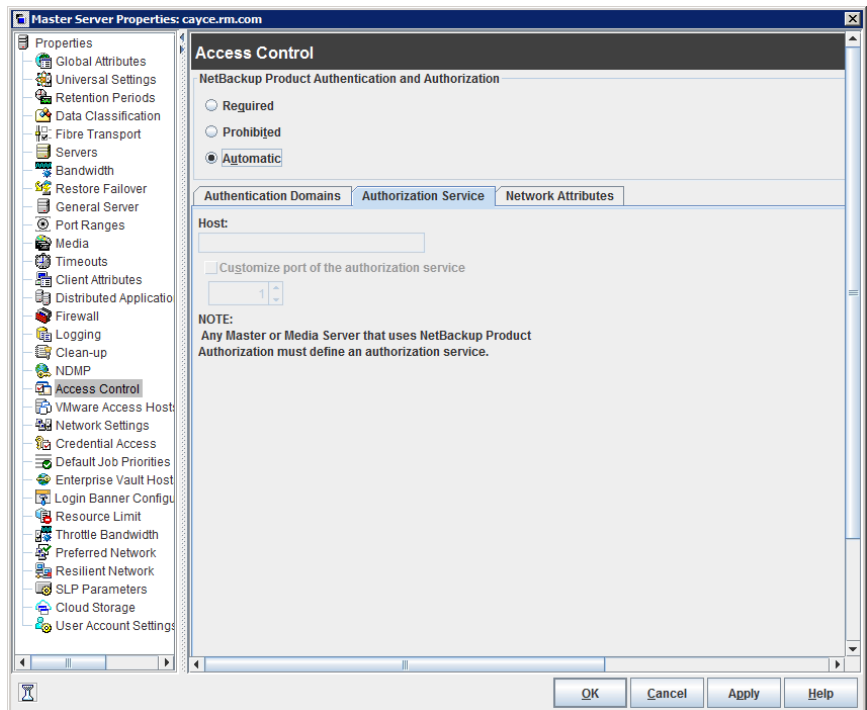 Master Server Properties: cayce.rm.com
Properties
Global Attributes
Universal Settings
Retention Periods
Data Classification
Fibre Transport
Servers
Bandwidth
Restore Failover
General Server
Port Ranges
Media
Timeouts
Client Attributes
Distributed Applicatio
Firewall
Logging
Clean-up
NDMP
Access Control
VMware Access Hosts
Network Settings
Credential Access
Default Job Priorities
Enterprise Vault Host
Login Banner Configu
Resource Limit
Throttle Bandwidth
Preferred Network
Resilient Network
SLP Parameters
Cloud Storage
User Account Settings
Access Control
NetBackup Product Authentication and Authorization
Required
Prohibited
Automatic
Authentication Domains
Authorization Service
Network Attributes
Host:
Customize port of the authorization service
1
NOTE:
Any Master or Media Server that uses NetBackup Product
Authorization must define an authorization service.
OK
Cancel
Apply
Help